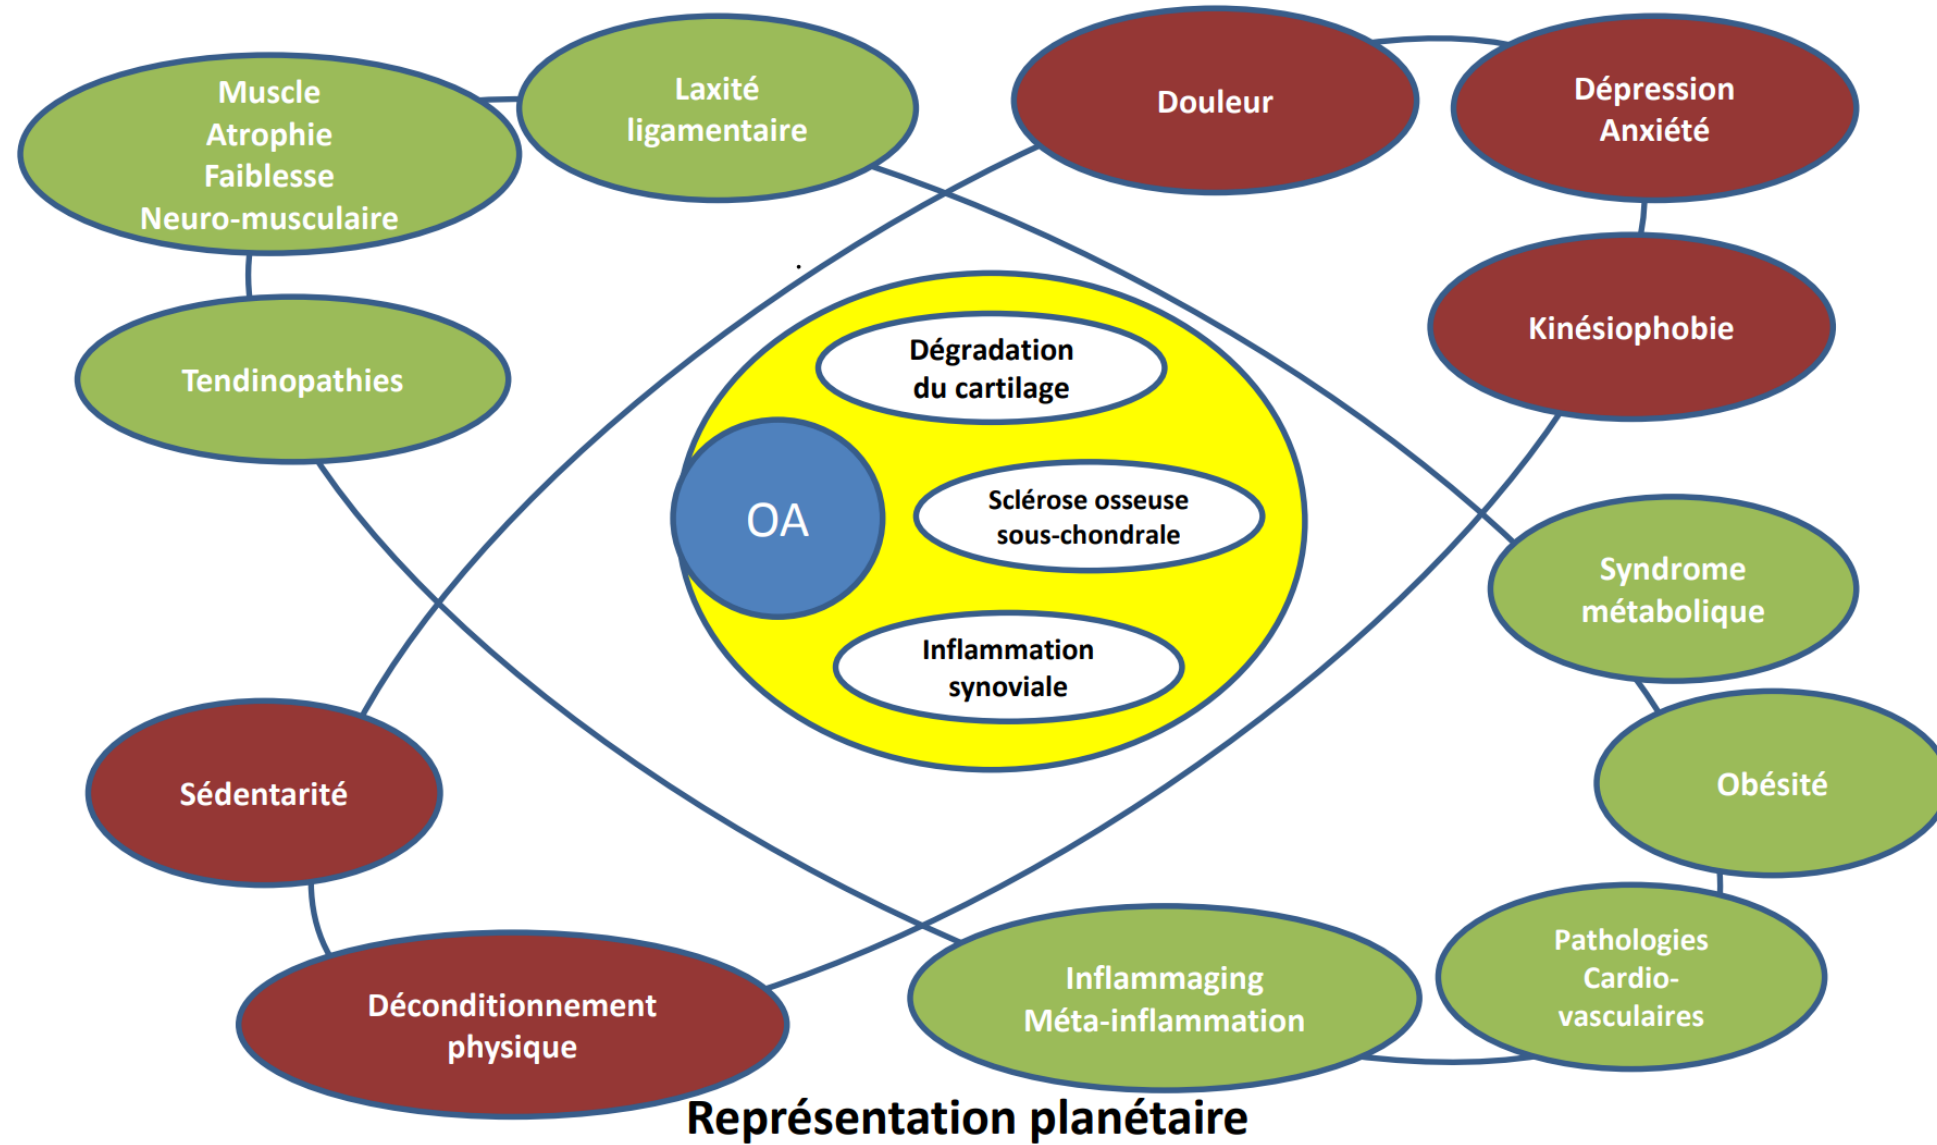 Muscle
Atrophie
Faiblesse
Neuro-musculaire
Laxité
ligamentaire
Douleur
Dépression
Anxiété
Tendinopathies
Kinésiophobie
Dégradation
du cartilage
OA
Sclérose osseuse
sous-chondrale
Inflammation
synoviale
Syndrome
métabolique
Sédentarité
Obésité
Déconditionnement
physique
Inflammaging
Méta-inflammation
Pathologies
Cardio-
vasculaires
Représentation planétaire